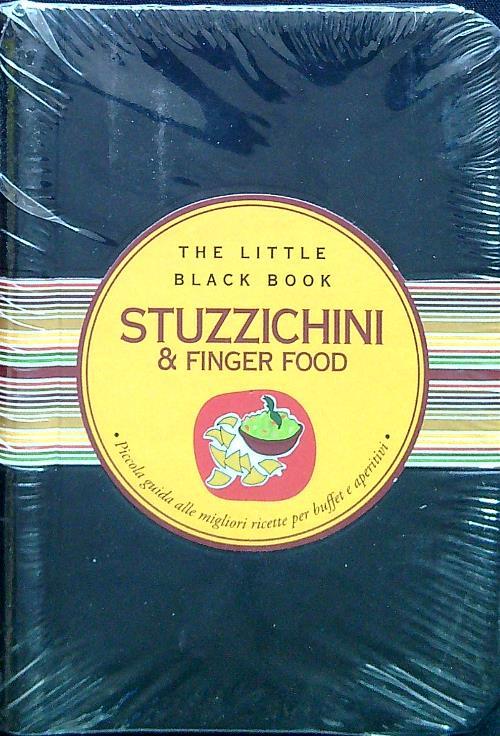 THE LITTLE
BLACK BOOK
STUZZICHINI
& FINGER FOOD
• Piccola guida alle migliori ricette per buffet e aperitivi •